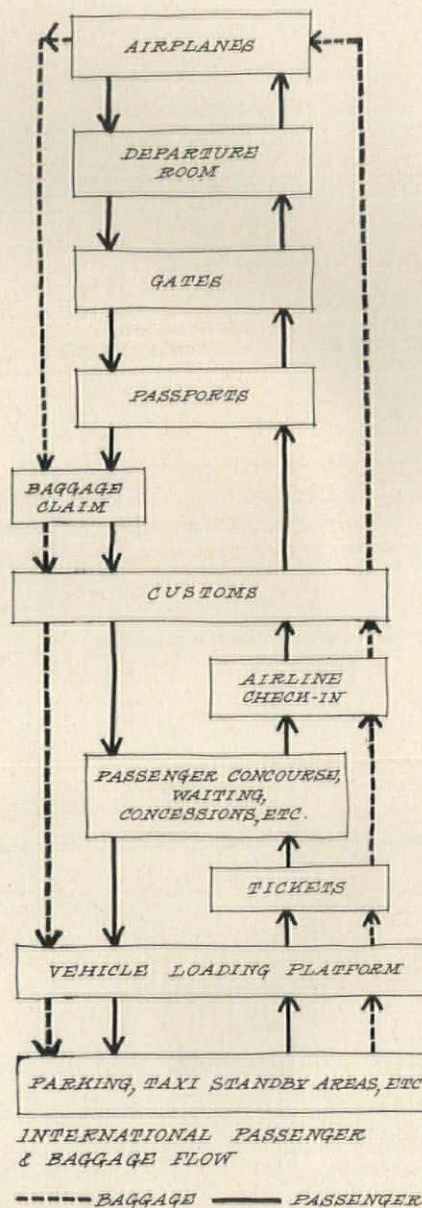 AIRPLANES
DEPARTURE
ROOM
GATES
PASSPORTS
BAGGAGE
CLAIM
CUSTOMS
AIRLINE
CHECK-IN
PASSENGER CONCOURSE,
WAITING,
CONCESSIONS, ETC.
TICKETS
VEHICLE LOADING PLATFORM
PARKING, TAXI STANDBY AREAS, ETC
INTERNATIONAL PASSENGER
& BAGGAGE FLOW
BAGGAGE PASSENGER